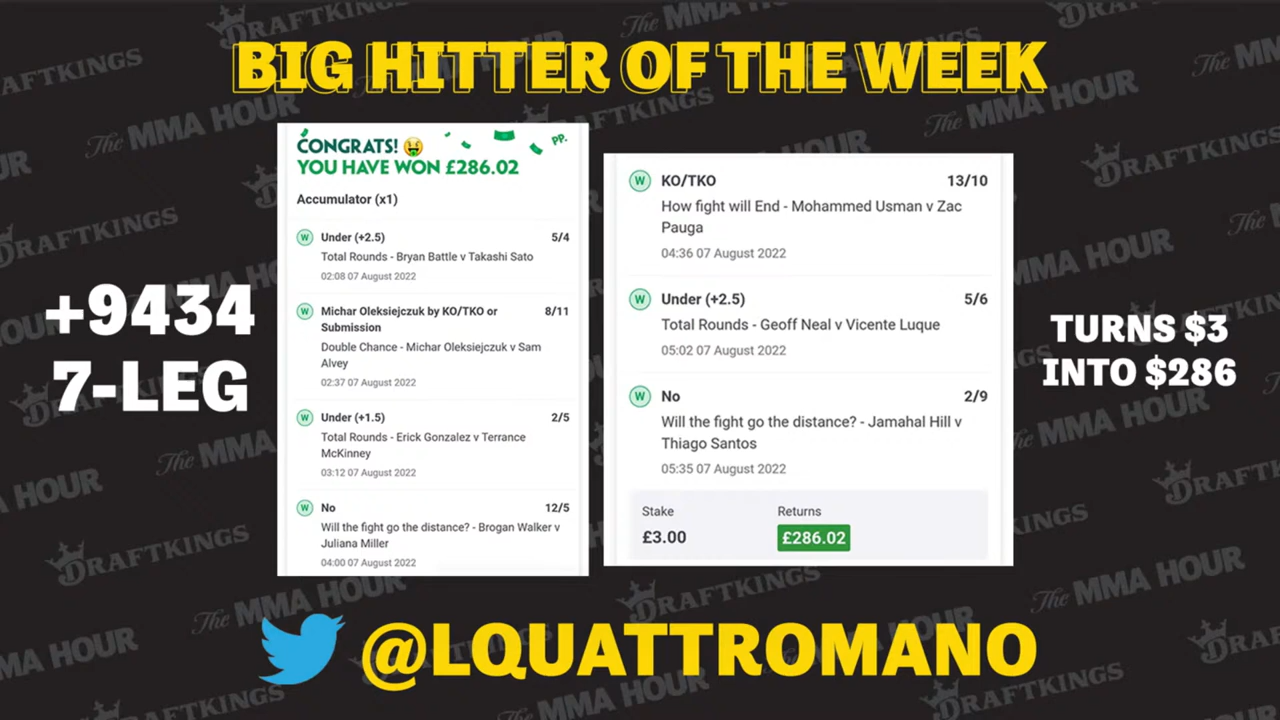 BIG HITTER OF THE WEEK
+9434
7-LEG
CONGRATS!
PP.
YOU HAVE WON £286.02
Accumulator (x1)
W Under (+2.5) 5/4
Total Rounds - Bryan Battle v Takashi Sato
02:08 07 August 2022
W Michar Oleksiejczuk by KO/TKO or 8/11
Submission
Double Chance - Michar Oleksiejczuk v Sam
Alvey
02:37 07 August 2022
W Under (+1.5) 2/5
Total Rounds - Erick Gonzalez v Terrance
McKinney
03:12 07 August 2022
W No 12/5
Will the fight go the distance? - Brogan Walker v
Juliana Miller
04:00 07 August 2022
W KO/TKO 13/10
How fight will End - Mohammed Usman v Zac
Pauga
04:36 07 August 2022
W Under (+2.5) 5/6
Total Rounds - Geoff Neal v Vicente Luque
05:02 07 August 2022
W No 2/9
Will the fight go the distance? - Jamahal Hill v
Thiago Santos
05:35 07 August 2022
Stake Returns
£3.00 £286.02
TURNS $3
INTO $286
@LQUATTROMANO
DRAFTKINGS
The MMA HOUR